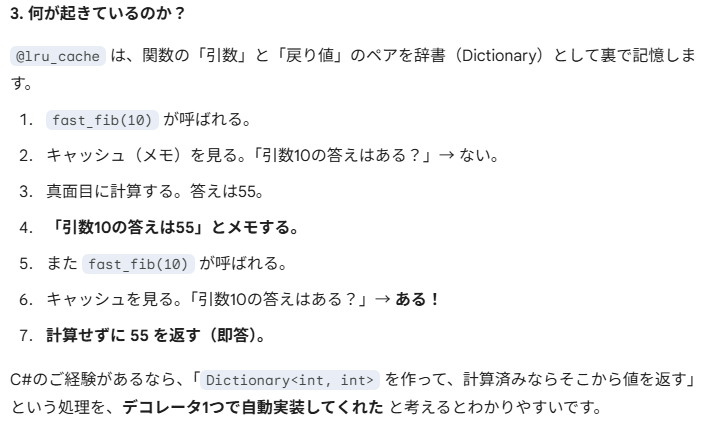 3. 何が起きているのか？
@lru_cache は、関数の「引数」と「戻り値」のペアを辞書（Dictionary）として裏で記憶しま
す。
1. fast_fib(10) が呼ばれる。
2. キャッシュ（メモ）を見る。「引数10の答えはある？」→ ない。
3. 真面目に計算する。答えは55。
4. 「引数10の答えは55」とメモする。
5. また fast_fib(10) が呼ばれる。
6. キャッシュを見る。「引数10の答えはある？」→ ある！
7. 計算せずに 55 を返す（即答）。
C#のご経験があるなら、「 Dictionary<int, int> を作って、計算済みならそこから値を返す」
という処理を、デコレータ1つで自動実装してくれた と考えるとわかりやすいです。